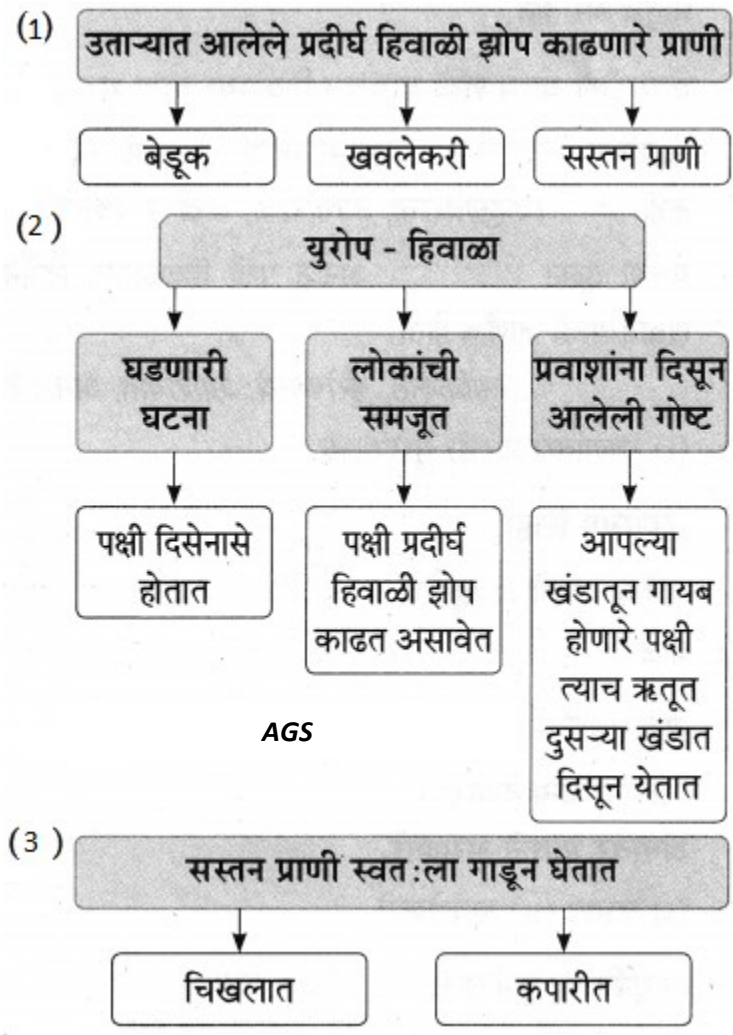 (1)
उताऱ्यात आलेले प्रदीर्घ हिवाळी झोप काढणारे प्राणी
बेडूक
खवलेकरी
सस्तन प्राणी
(2)
युरोप - हिवाळा
घडणारी
घटना
लोकांची
समजूत
प्रवाशांना दिसून
आलेली गोष्ट
पक्षी दिसेनासे
होतात
पक्षी प्रदीर्घ
हिवाळी झोप
काढत असावेत
आपल्या
खंडातून गायब
होणारे पक्षी
त्याच ऋतूत
दुसऱ्या खंडात
दिसून येतात
AGS
(3)
सस्तन प्राणी स्वत:ला गाडून घेतात
चिखलात
कपारीत